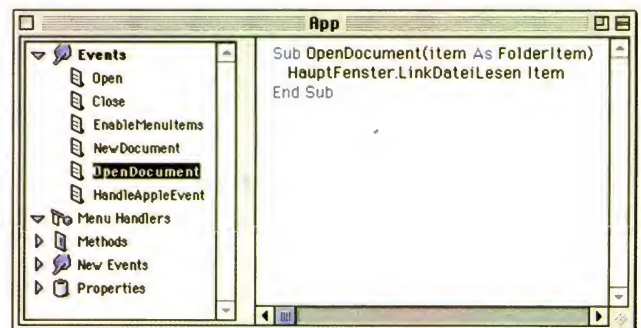 App
Events
Open
Close
EnableMenuItems
NewDocument
OpenDocument
HandleAppleEvent
Menu Handlers
Methods
New Events
Properties
Sub OpenDocument(item As FolderItem)
HauptFenster.LinkDateiLesen Item
End Sub